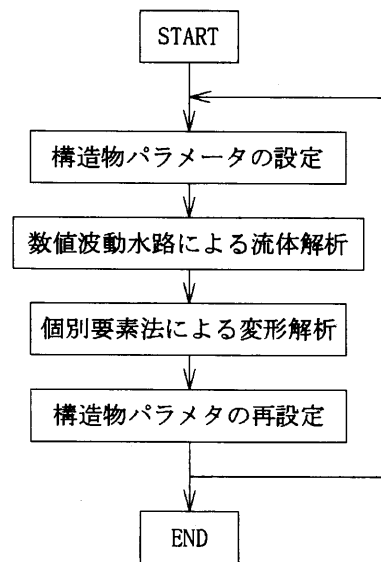 START
構造物パラメータの設定
数値波動水路による流体解析
個別要素法による変形解析
構造物パラメタの再設定
END